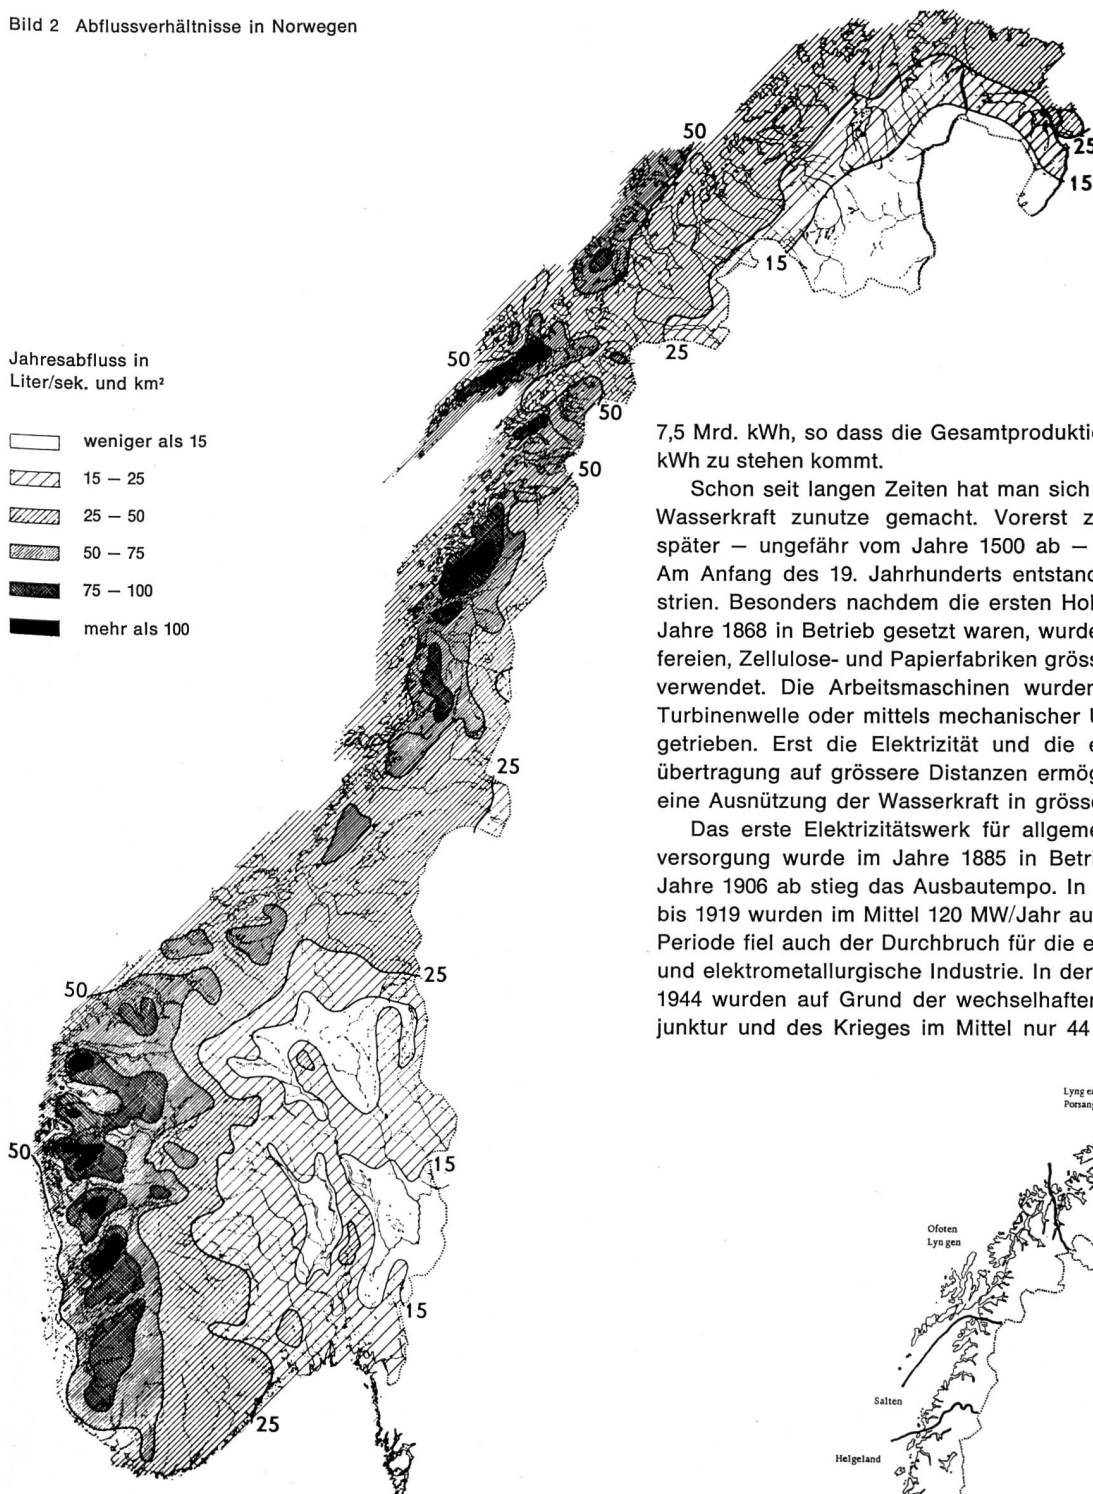 Bild 2 Abflussverhältnisse in Norwegen
50
25
15
15
50
25
50
50
Jahresabfluss in
Liter/sek. und km²
weniger als 15
15 — 25
25 — 50
50 — 75
75 — 100
mehr als 100
25
25
50
50
15
15
25
7,5 Mrd. kWh, so dass die Gesamtprodukti
kWh zu stehen kommt.
Schon seit langen Zeiten hat man sich
Wasserkraft zunutze gemacht. Vorerst z
später — ungefähr vom Jahre 1500 ab —
Am Anfang des 19. Jahrhunderts entstand
strien. Besonders nachdem die ersten Hol
Jahre 1868 in Betrieb gesetzt waren, wurde
fereien, Zellulose- und Papierfabriken gröss
verwendet. Die Arbeitsmaschinen wurden
Turbinenwelle oder mittels mechanischer
getrieben. Erst die Elektrizität und die e
übertragung auf grössere Distanzen ermög
eine Ausnützung der Wasserkraft in grösse
Das erste Elektrizitätswerk für allgeme
versorgung wurde im Jahre 1885 in Betri
Jahre 1906 ab stieg das Ausbautempo. In
bis 1919 wurden im Mittel 120 MW/Jahr au
Periode fiel auch der Durchbruch für die e
und elektrometallurgische Industrie. In der
1944 wurden auf Grund der wechselhaften
junktur und des Krieges im Mittel nur 44
Lyngen
Porsang
Ofoten
Lyngen
Salten
Helgeland